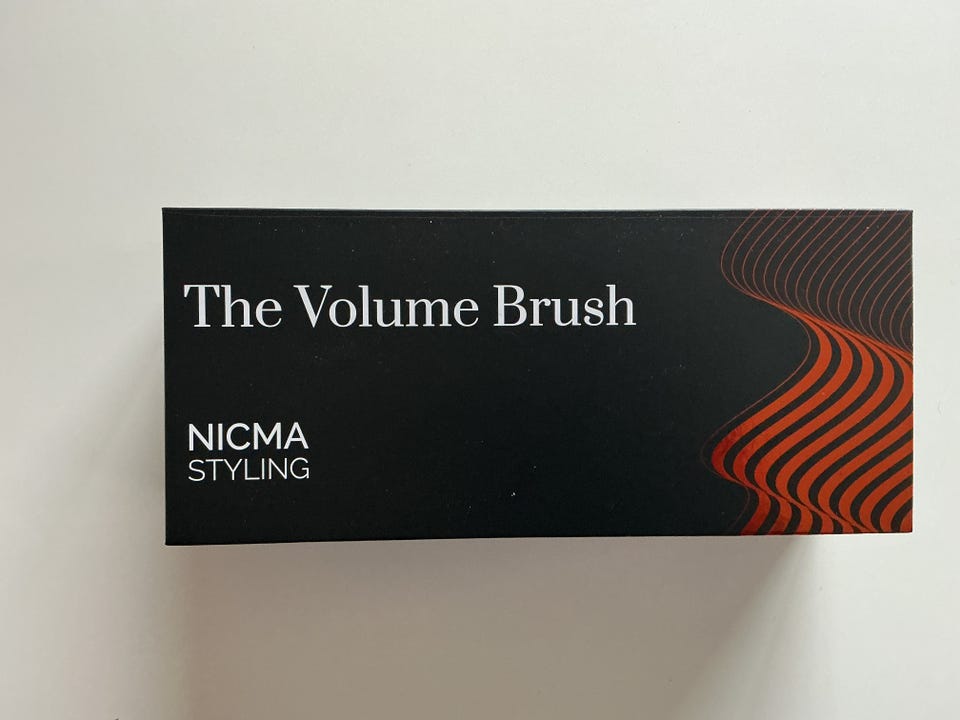 The Volume Brush
NICMA
STYLING